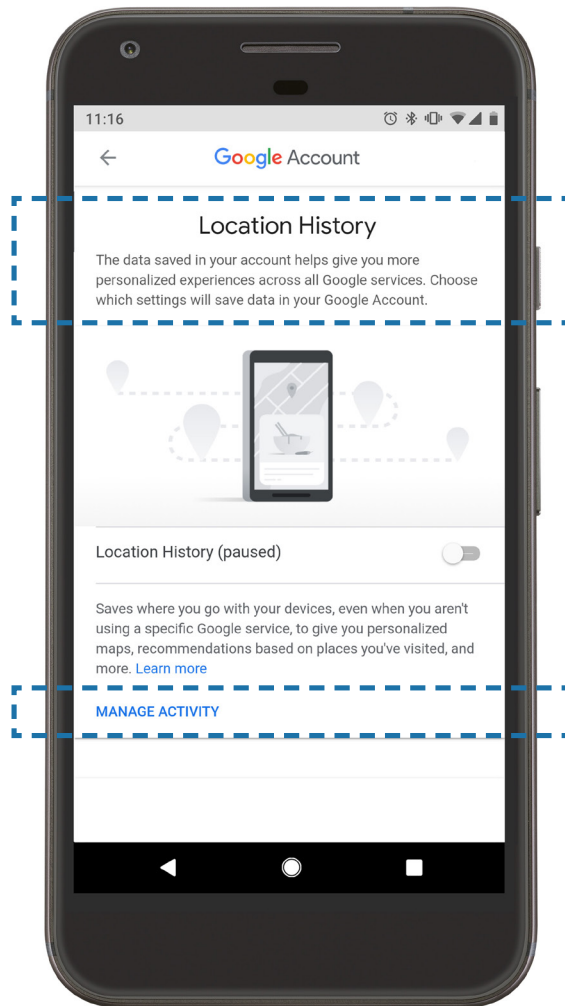 11:16
Google Account
Location History
The data saved in your account helps give you more
personalized experiences across all Google services. Choose
which settings will save data in your Google Account.
Location History (paused)
Saves where you go with your devices, even when you aren't
using a specific Google service, to give you personalized
maps, recommendations based on places you've visited, and
more. Learn more
MANAGE ACTIVITY